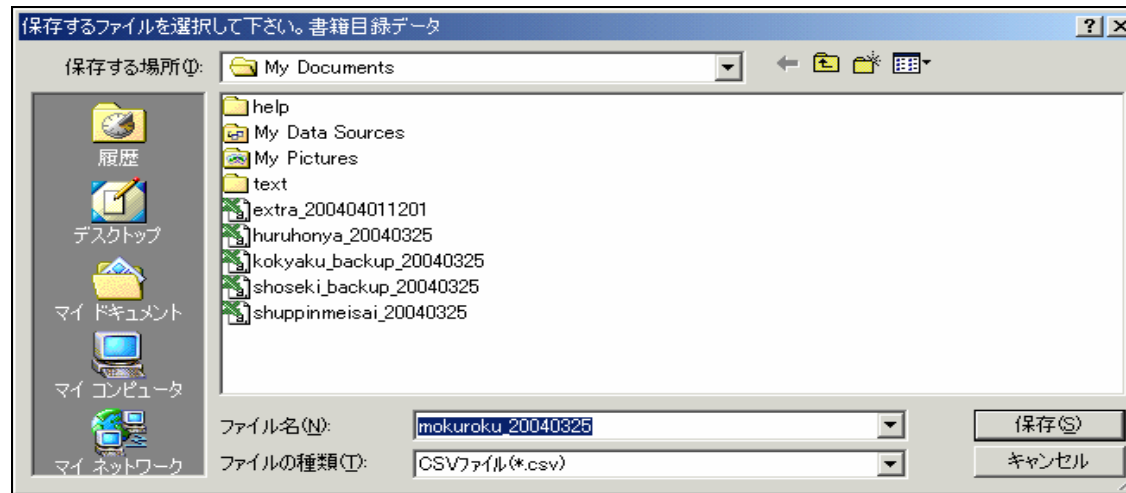 保存するファイルを選択して下さい。書籍目録データ
保存する場所(I):
My Documents
履歴
デスクトップ
マイ ドキュメント
マイ コンピュータ
マイ ネットワーク
help
My Data Sources
My Pictures
text
extra_200404011201
huruhonya_20040325
kokyaku_backup_20040325
shoseki_backup_20040325
shuppinmeisai_20040325
ファイル名(N):
mokuroku_20040325
保存(S)
ファイルの種類(T):
CSVファイル(*.csv)
キャンセル